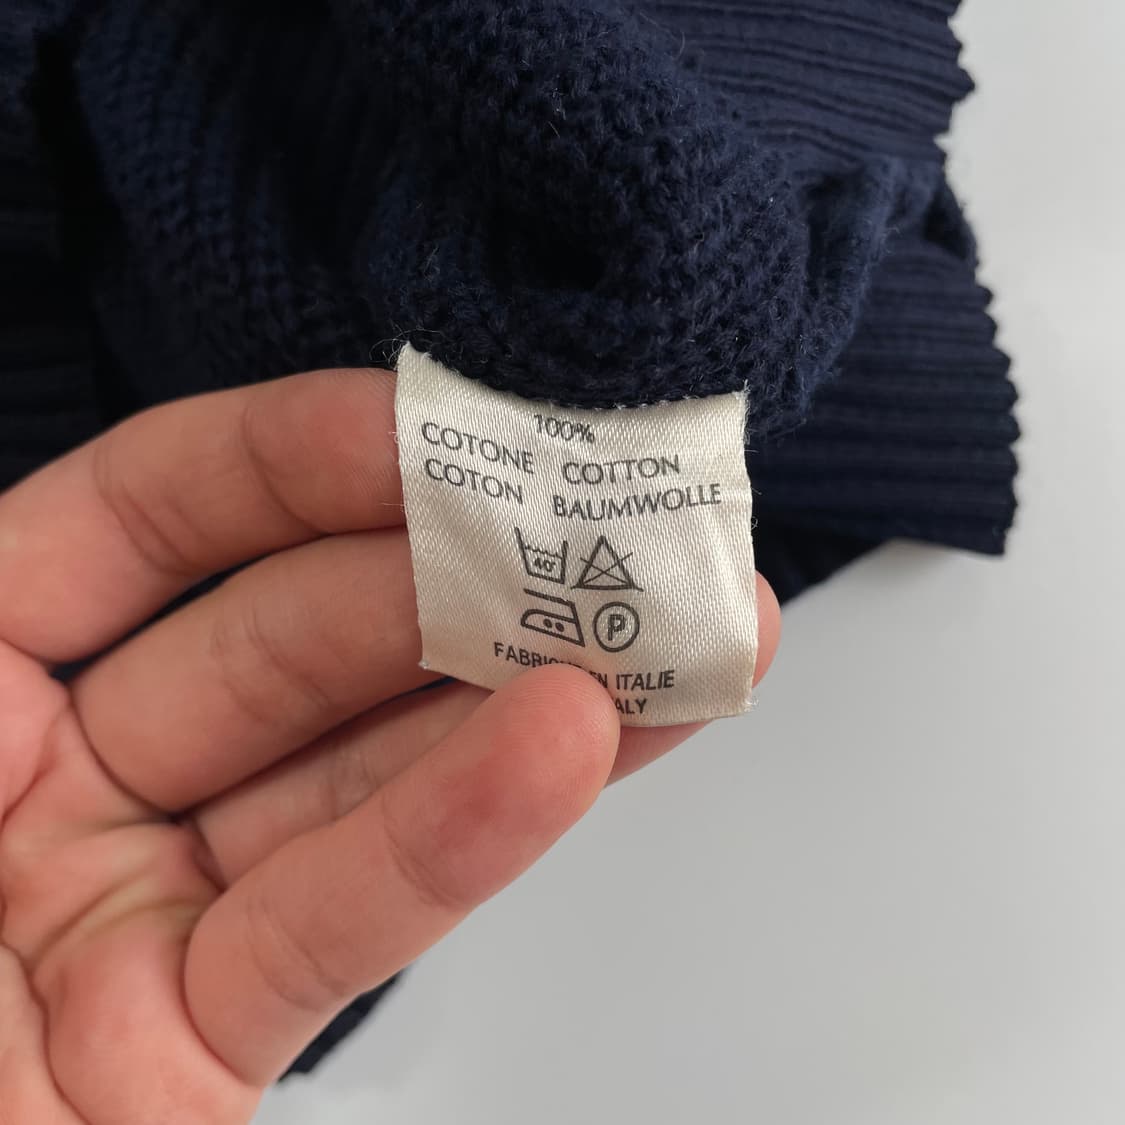 100%
COTONE COTTON
COTON BAUMWOLLE
40°
P
EN ITALIE